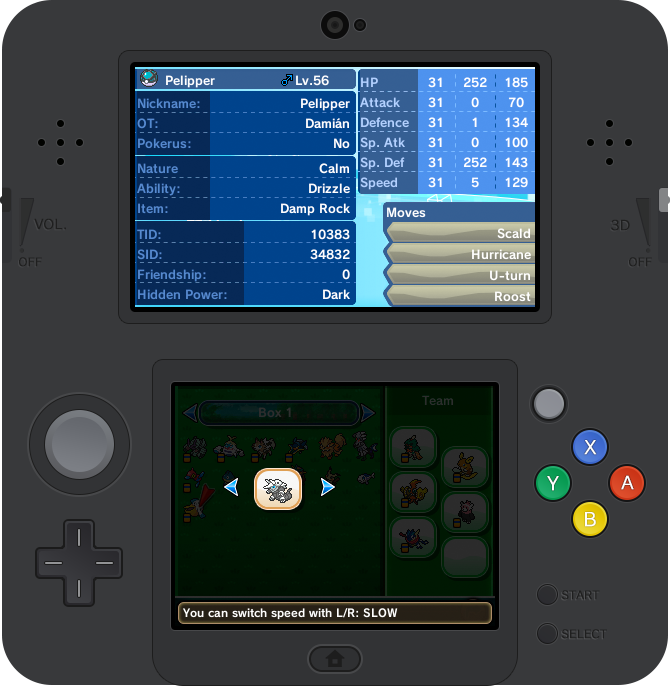 Pelipper ♂Lv.56
Nickname: Pelipper
OT: Damián
Pokerus: No
Nature Calm
Ability: Drizzle
Item: Damp Rock
TID: 10383
SID: 34832
Friendship: 0
Hidden Power: Dark
HP 31 252 185
Attack 31 0 70
Defence 31 1 134
Sp. Atk 31 0 100
Sp. Def 31 252 143
Speed 31 5 129
Moves
Scald
Hurricane
U-turn
Roost
VOL.
OFF
3D
OFF
Box 1
Team
X
Y
A
B
You can switch speed with L/R: SLOW
START
SELECT